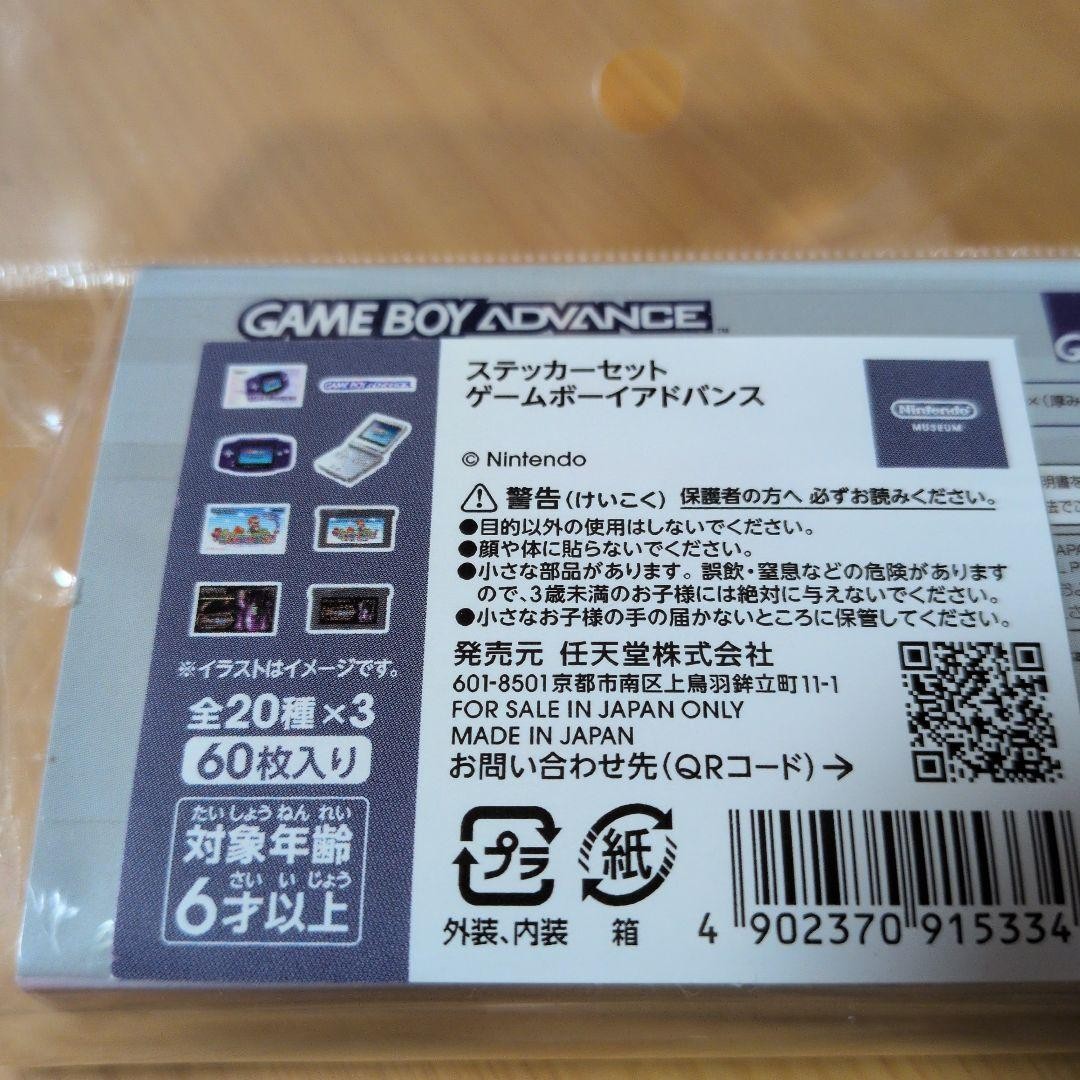 GAME BOY ADVANCE
TM
GAME BOY ADVANCE
ステッカーセット
ゲームボーイアドバンス
Nintendo
MUSEUM
© Nintendo
警告(けいこく) 保護者の方へ 必ずお読みください。
●目的以外の使用はしないでください。
●顔や体に貼らないでください。
●小さな部品があります。誤飲・窒息などの危険があります
ので、3歳未満のお子様には絶対に与えないでください。
●小さなお子様の手の届かないところに保管してください。
発売元 任天堂株式会社
601-8501京都市南区上鳥羽鉾立町11-1
FOR SALE IN JAPAN ONLY
MADE IN JAPAN
お問い合わせ先(QRコード)→
プラ
紙
外装、内装
箱
4 902370 915334
※イラストはイメージです。
全20種×3
60枚入り
たいしょうねんれい
対象年齢
さいいじょう
6才以上
×(厚み